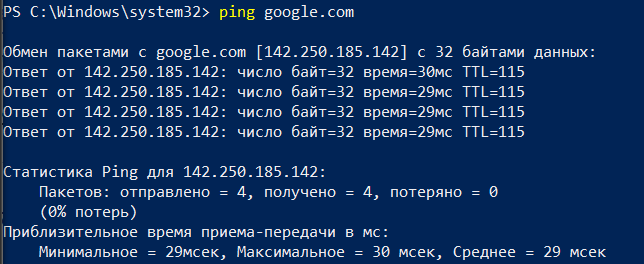 PS C:\Windows\system32> ping google.com
Обмен пакетами с google.com [142.250.185.142] с 32 байтами данных:
Ответ от 142.250.185.142: число байт=32 время=30мс TTL=115
Ответ от 142.250.185.142: число байт=32 время=29мс TTL=115
Ответ от 142.250.185.142: число байт=32 время=29мс TTL=115
Ответ от 142.250.185.142: число байт=32 время=29мс TTL=115
Статистика Ping для 142.250.185.142:
Пакетов: отправлено = 4, получено = 4, потеряно = 0
(0% потерь)
Приблизительное время приема-передачи в мс:
Минимальное = 29мсек, Максимальное = 30 мсек, Среднее = 29 мсек